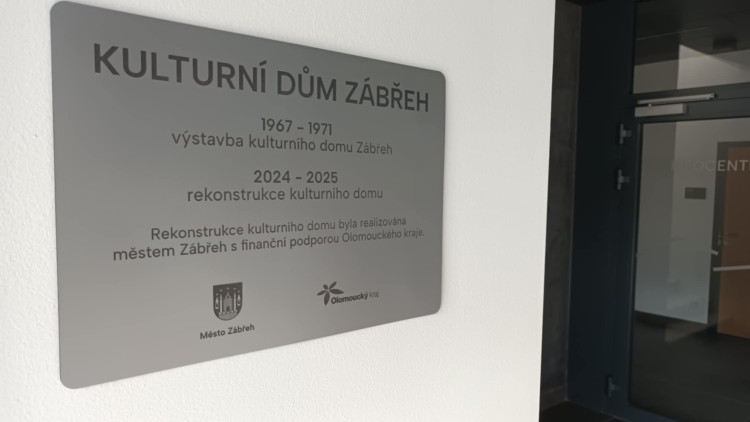 KULTURNÍ DŮM ZÁBŘEH
1967 – 1971
výstavba kulturního domu Zábřeh
2024 – 2025
rekonstrukce kulturního domu
Rekonstrukce kulturního domu byla realizována
městem Zábřeh s finanční podporou Olomouckého kraje.
Město Zábřeh
Olomoucký kraj